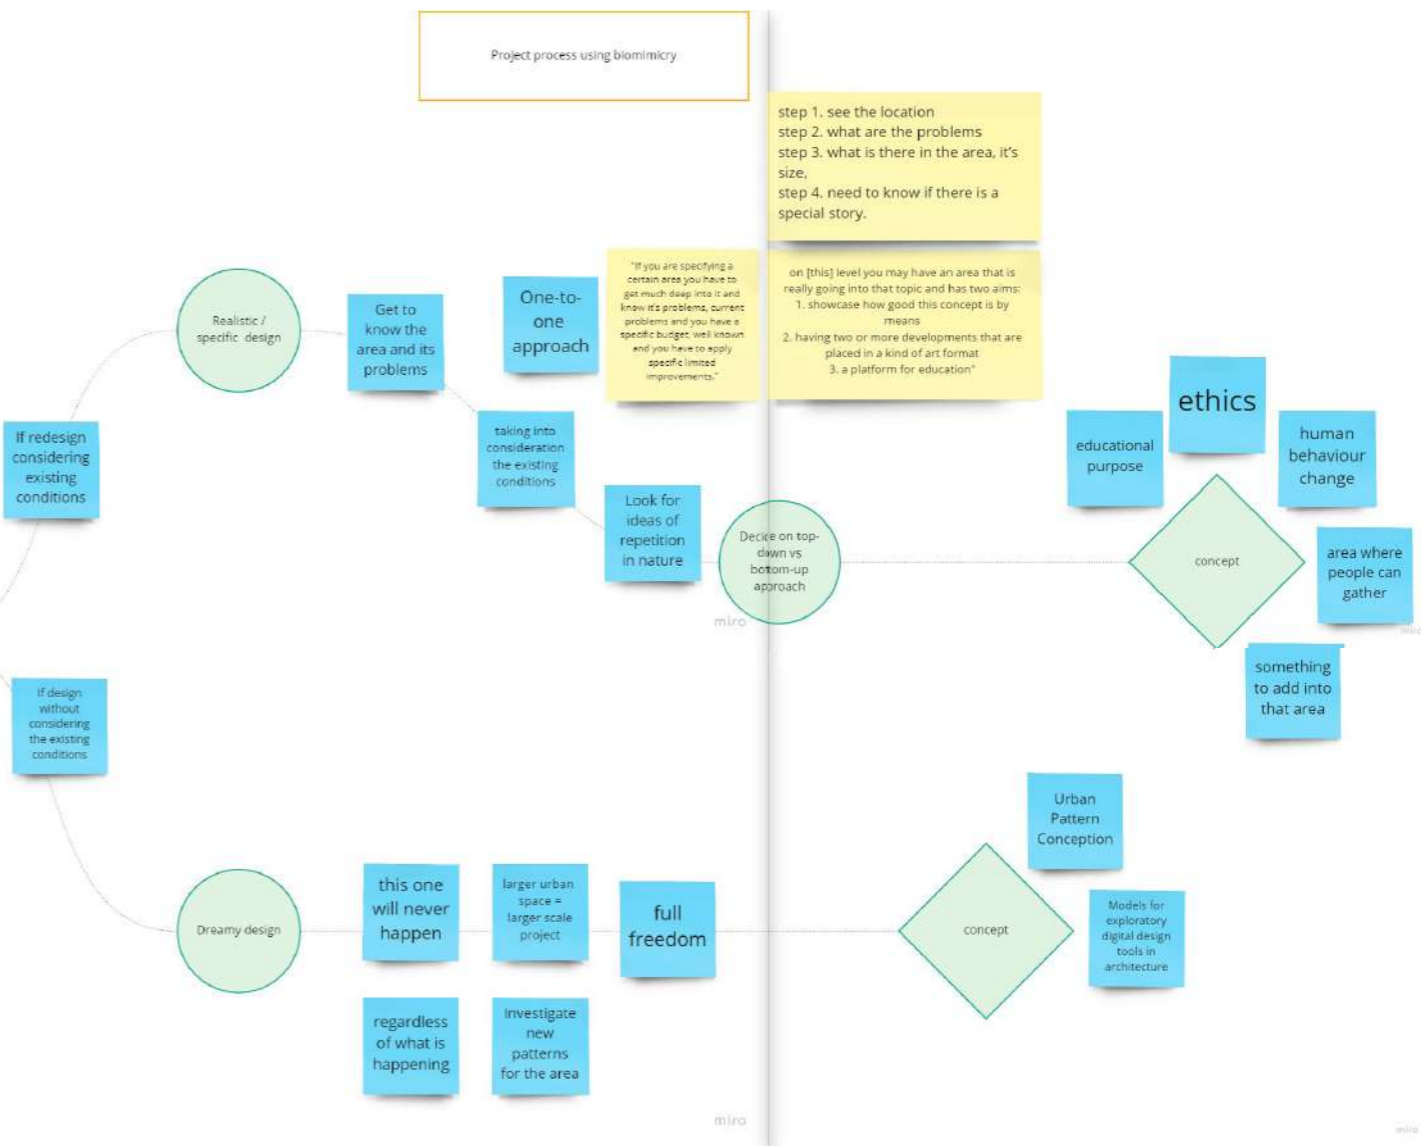 Project process using biomimicry
step 1. see the location
step 2. what are the problems
step 3. what is there in the area, it's
size,
step 4. need to know if there is a
special story.
Realistic /
specific design
Get to
know the
area and its
problems
One-to-
one
approach
"If you are specifying a
certain area you have to
get much deep into it and
know it's problems, current
problems and you have a
specific budget, well known
and you have to apply
specific limited
improvements."
on [this] level you may have an area that is
really going into that topic and has two aims:
1. showcase how good this concept is by
means
2. having two or more developments that are
placed in a kind of art format
3. a platform for education"
If redesign
considering
existing
conditions
taking into
consideration
the existing
conditions
Look for
ideas of
repetition
in nature
Decide on top-
down vs
bottom-up
approach
educational
purpose
ethics
human
behaviour
change
concept
area where
people can
gather
something
to add into
that area
miro
miro
If design
without
considering
the existing
conditions
Dreamy design
this one
will never
happen
larger urban
space =
larger scale
project
full
freedom
regardless
of what is
happening
Investigate
new
patterns
for the area
concept
Urban
Pattern
Conception
Models for
exploratory
digital design
tools in
architecture
miro
miro